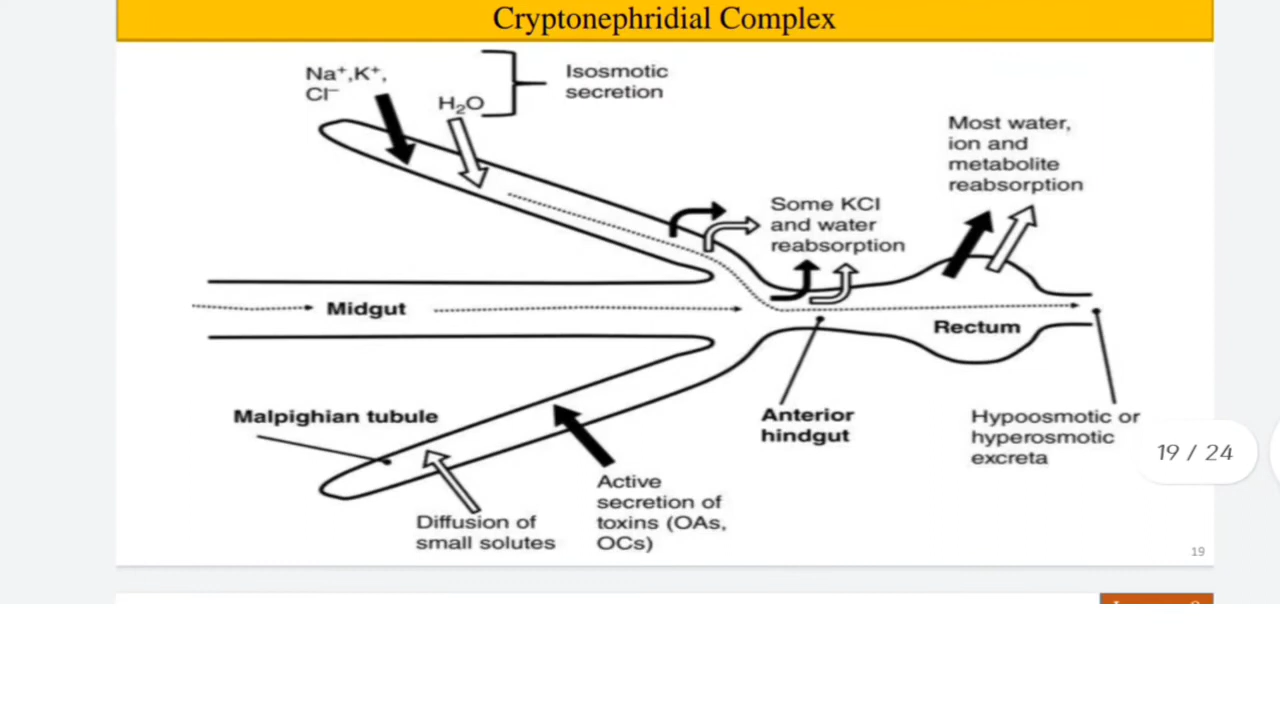 Cryptonephridial Complex
Na⁺,K⁺,
Cl⁻
H₂O
Isosmotic
secretion
Most water,
ion and
metabolite
reabsorption
Some KCl
and water
reabsorption
Midgut
Rectum
Malpighian tubule
Anterior
hindgut
Hypoosmotic or
hyperosmotic
excreta
19 / 24
Active
secretion of
toxins (OAs,
OCs)
Diffusion of
small solutes
19